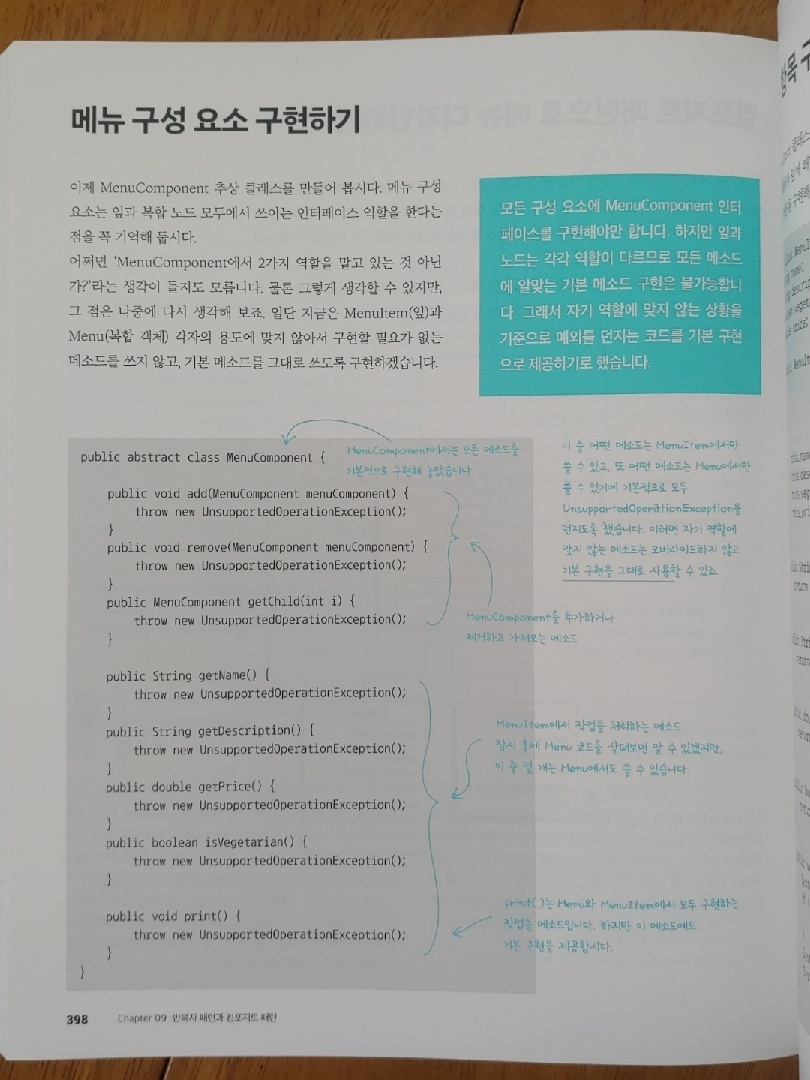 메뉴 구성 요소 구현하기
이제 MenuComponent 추상 클래스를 만들어 봅시다. 메뉴 구성
요소는 잎과 복합 노드 모두에서 쓰이는 인터페이스 역할을 한다는
점을 꼭 기억해 둡시다.
어쩌면 ‘MenuComponent에서 2가지 역할을 맡고 있는 것 아닌
가?’라는 생각이 들지도 모릅니다. 물론 그렇게 생각할 수 있지만,
그 점은 나중에 다시 생각해 보죠. 일단 지금은 MenuItem(잎)과
Menu(복합 객체) 각자의 용도에 맞지 않아서 구현할 필요가 없는
메소드를 쓰지 않고, 기본 메소드를 그대로 쓰도록 구현하겠습니다.
모든 구성 요소에 MenuComponent 인터
페이스를 구현해야만 합니다. 하지만 잎과
노드는 각각 역할이 다르므로 모든 메소드
에 알맞는 기본 메소드 구현은 불가능합니
다. 그래서 자기 역할에 맞지 않는 상황을
기준으로 예외를 던지는 코드를 기본 구현
으로 제공하기로 했습니다.
public abstract class MenuComponent {
MenuComponent에서는 모든 메소드를
기본적으로 구현해 놓았습니다
public void add(MenuComponent menuComponent) {
throw new UnsupportedOperationException();
}
public void remove(MenuComponent menuComponent) {
throw new UnsupportedOperationException();
}
public MenuComponent getChild(int i) {
throw new UnsupportedOperationException();
}
이 중 어떤 메소드는 MenuItem에서만
쓸 수 있고, 또 어떤 메소드는 Menu에서만
쓸 수 있기에 기본적으로 모두
UnsupportedOperationException을
던지도록 했습니다. 이러면 자기 역할에
맞지 않는 메소드는 오버라이드하지 않고
기본 구현을 그대로 사용할 수 있죠
MenuComponent를 추가하거나
제거하고 가져오는 메소드
public String getName() {
throw new UnsupportedOperationException();
}
public String getDescription() {
throw new UnsupportedOperationException();
}
public double getPrice() {
throw new UnsupportedOperationException();
}
public boolean isVegetarian() {
throw new UnsupportedOperationException();
}
MenuItem에서 작업을 처리하는 메소드.
잠시 후에 Menu 코드를 살펴보면 알 수 있겠지만,
이 중 몇 개는 Menu에서도 쓸 수 있습니다.
public void print() {
throw new UnsupportedOperationException();
}
}
print()는 Menu와 MenuItem에서 모두 구현하는
작업용 메소드입니다. 하지만 이 메소드에도
기본 구현을 제공합시다.
398 Chapter 09 반복자 패턴과 컴포지트 패턴